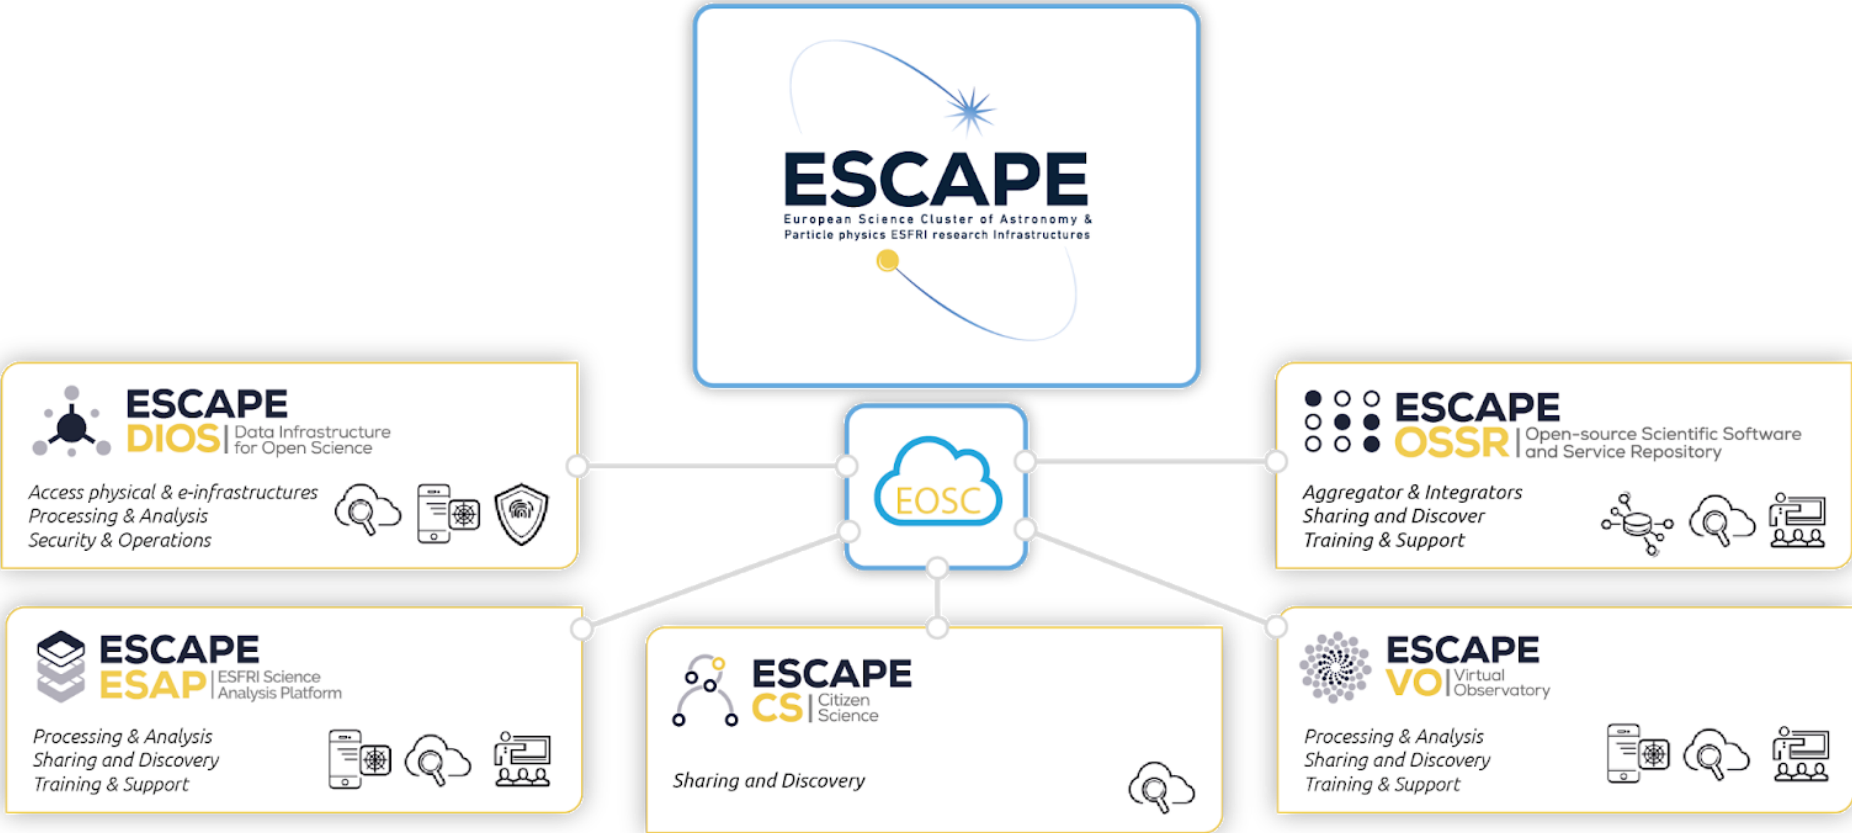 ESCAPE
European Science Cluster of Astronomy &
Particle physics ESFRI research Infrastructures
EOSC
ESCAPE
DIOS | Data Infrastructure
for Open Science
Access physical & e-infrastructures
Processing & Analysis
Security & Operations
ESCAPE
OSSR | Open-source Scientific Software
and Service Repository
Aggregator & Integrators
Sharing and Discover
Training & Support
ESCAPE
ESAP | ESFRI Science
Analysis Platform
Processing & Analysis
Sharing and Discovery
Training & Support
ESCAPE
CS | Citizen
Science
Sharing and Discovery
ESCAPE
VO | Virtual
Observatory
Processing & Analysis
Sharing and Discovery
Training & Support